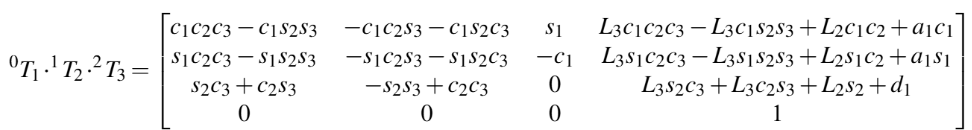 c₁c₂c₃ − c₁s₂s₃   −c₁c₂s₃ − c₁s₂c₃   s₁   L₃c₁c₂c₃ − L₃c₁s₂s₃ + L₂c₁c₂ + a₁c₁
⁰T₁·¹T₂·²T₃ = s₁c₂c₃ − s₁s₂s₃   −s₁c₂s₃ − s₁s₂c₃   −c₁   L₃s₁c₂c₃ − L₃s₁s₂s₃ + L₂s₁c₂ + a₁s₁
s₂c₃ + c₂s₃   −s₂s₃ + c₂c₃   0   L₃s₂c₃ + L₃c₂s₃ + L₂s₂ + d₁
0   0   0   1